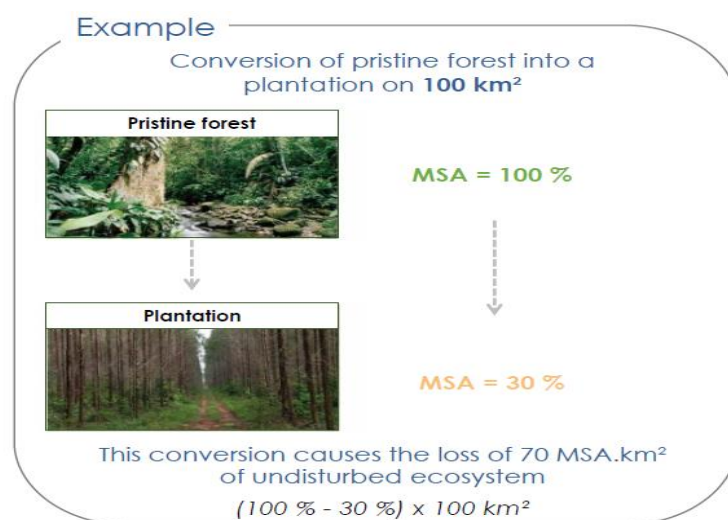 Example
Conversion of pristine forest into a
plantation on 100 km²
Pristine forest
MSA = 100 %
Plantation
MSA = 30 %
This conversion causes the loss of 70 MSA.km²
of undisturbed ecosystem
(100 % - 30 %) x 100 km²